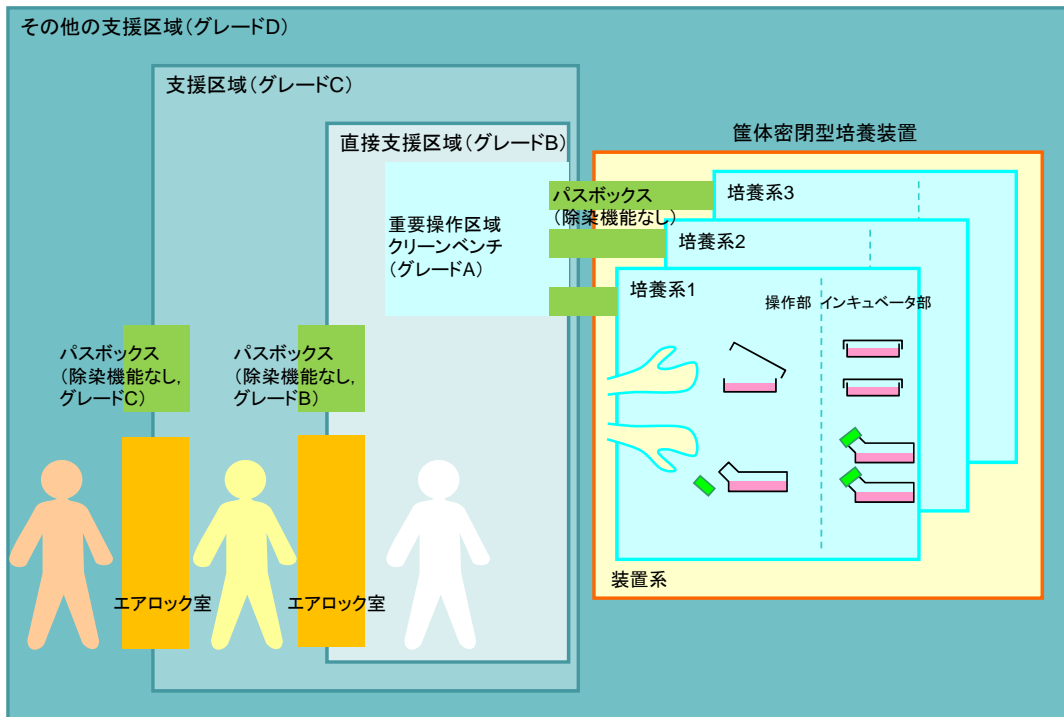 その他の支援区域(グレードD)
支援区域(グレードC)
直接支援区域(グレードB)
筐体密閉型培養装置
重要操作区域
クリーンベンチ
(グレードA)
パスボックス
(除染機能なし)
培養系3
培養系2
培養系1
操作部
インキュベータ部
パスボックス
(除染機能なし,
グレードC)
パスボックス
(除染機能なし,
グレードB)
エアロック室
エアロック室
装置系